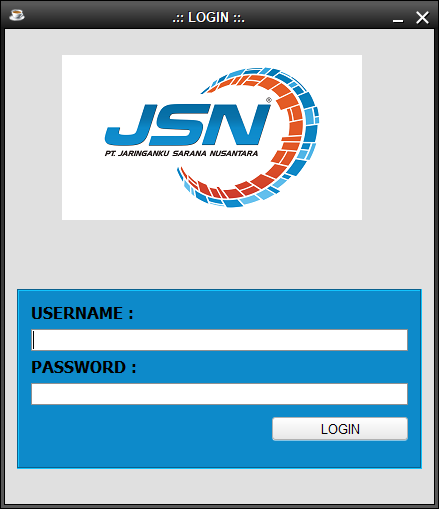 .:: LOGIN ::.
JSN®
PT. JARINGANKU SARANA NUSANTARA
USERNAME :
PASSWORD :
LOGIN